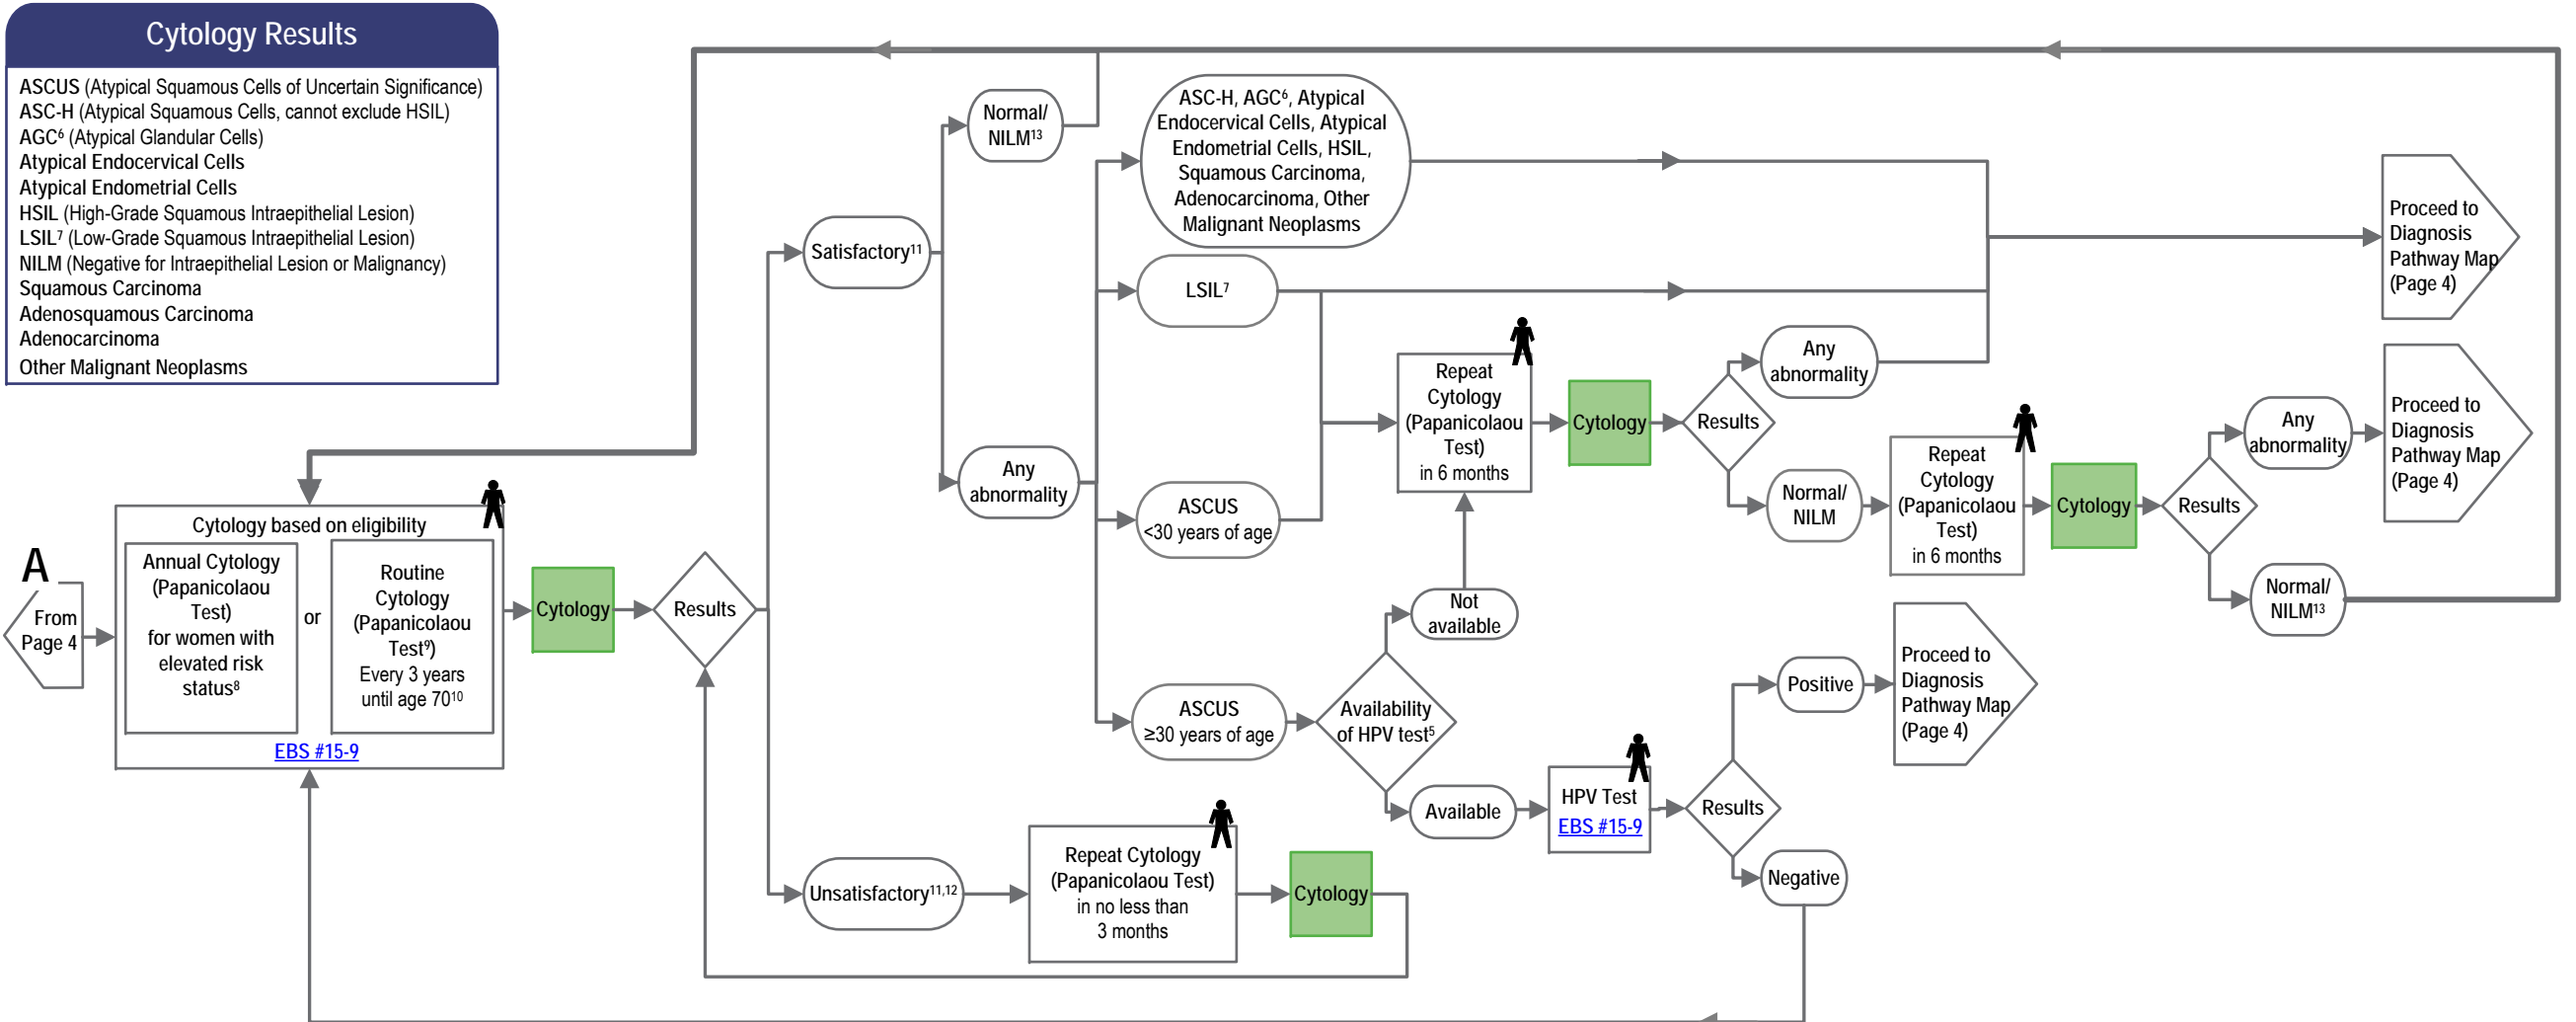 Cytology Results
ASCUS (Atypical Squamous Cells of Uncertain Significance)
ASC-H (Atypical Squamous Cells, cannot exclude HSIL)
AGC⁶ (Atypical Glandular Cells)
Atypical Endocervical Cells
Atypical Endometrial Cells
HSIL (High-Grade Squamous Intraepithelial Lesion)
LSIL⁷ (Low-Grade Squamous Intraepithelial Lesion)
NILM (Negative for Intraepithelial Lesion or Malignancy)
Squamous Carcinoma
Adenosquamous Carcinoma
Adenocarcinoma
Other Malignant Neoplasms
A
From
Page 4
Cytology based on eligibility
Annual Cytology
(Papanicolaou
Test)
for women with
elevated risk
status⁸
or
Routine
Cytology
(Papanicolaou
Test⁹)
Every 3 years
until age 70¹⁰
EBS #15-9
Cytology
Results
Satisfactory¹¹
Normal/
NILM¹³
Any
abnormality
ASC-H, AGC⁶, Atypical
Endocervical Cells, Atypical
Endometrial Cells, HSIL,
Squamous Carcinoma,
Adenocarcinoma, Other
Malignant Neoplasms
LSIL⁷
ASCUS
<30 years of age
ASCUS
≥30 years of age
Repeat
Cytology
(Papanicolaou
Test)
in 6 months
Cytology
Results
Any
abnormality
Normal/
NILM
Repeat
Cytology
(Papanicolaou
Test)
in 6 months
Cytology
Results
Any
abnormality
Normal/
NILM¹³
Proceed to
Diagnosis
Pathway Map
(Page 4)
Proceed to
Diagnosis
Pathway Map
(Page 4)
Availability
of HPV test⁵
Not
available
Available
HPV Test
EBS #15-9
Results
Positive
Negative
Proceed to
Diagnosis
Pathway Map
(Page 4)
Unsatisfactory¹¹,¹²
Repeat Cytology
(Papanicolaou Test)
in no less than
3 months
Cytology